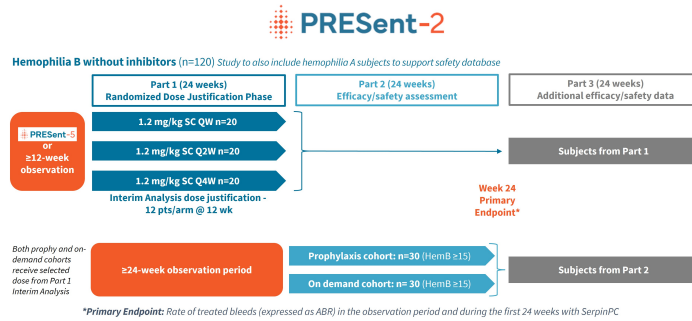 PRESent-2
Hemophilia B without inhibitors (n=120) Study to also include hemophilia A subjects to support safety database
Part 1 (24 weeks)
Randomized Dose Justification Phase
Part 2 (24 weeks)
Efficacy/safety assessment
Part 3 (24 weeks)
Additional efficacy/safety data
PRESent-5
or
≥12-week
observation
1.2 mg/kg SC QW n=20
1.2 mg/kg SC Q2W n=20
1.2 mg/kg SC Q4W n=20
Interim Analysis dose justification -
12 pts/arm @ 12 wk
Subjects from Part 1
Week 24
Primary
Endpoint*
Both prophy and on-
demand cohorts
receive selected
dose from Part 1
Interim Analysis
≥24-week observation period
Prophylaxis cohort: n=30 (HemB ≥15)
On demand cohort: n= 30 (HemB ≥15)
Subjects from Part 2
*Primary Endpoint: Rate of treated bleeds (expressed as ABR) in the observation period and during the first 24 weeks with SerpinPC